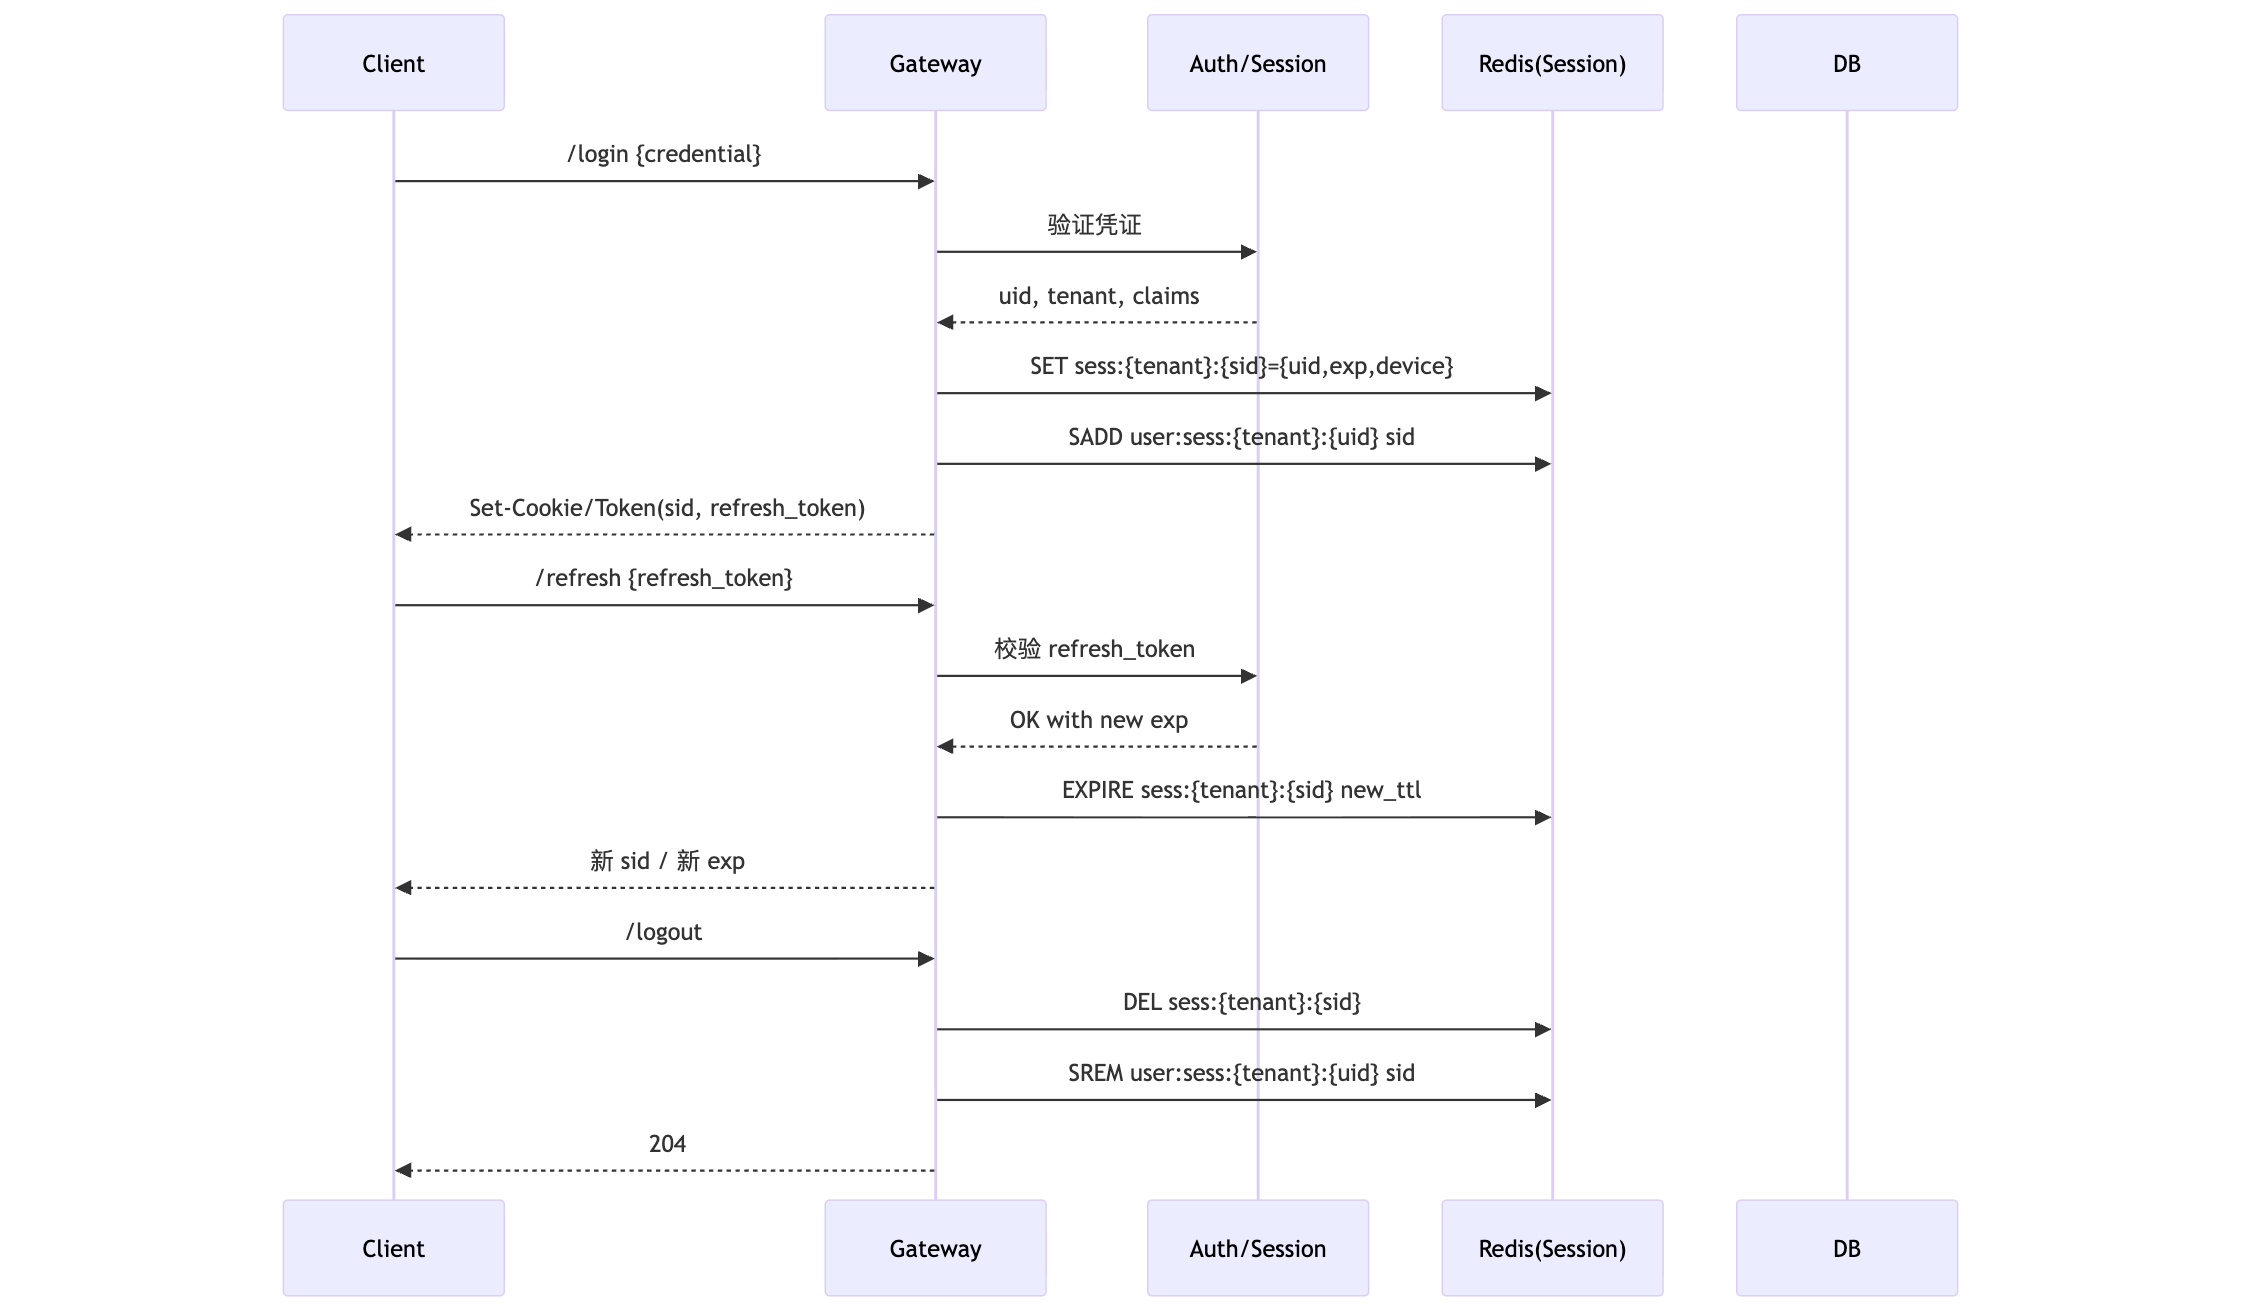 Client
Gateway
Auth/Session
Redis(Session)
DB
/login {credential}
验证凭证
uid, tenant, claims
SET sess:{tenant}:{sid}={uid,exp,device}
SADD user:sess:{tenant}:{uid} sid
Set-Cookie/Token(sid, refresh_token)
/refresh {refresh_token}
校验 refresh_token
OK with new exp
EXPIRE sess:{tenant}:{sid} new_ttl
新 sid / 新 exp
/logout
DEL sess:{tenant}:{sid}
SREM user:sess:{tenant}:{uid} sid
204
Client
Gateway
Auth/Session
Redis(Session)
DB